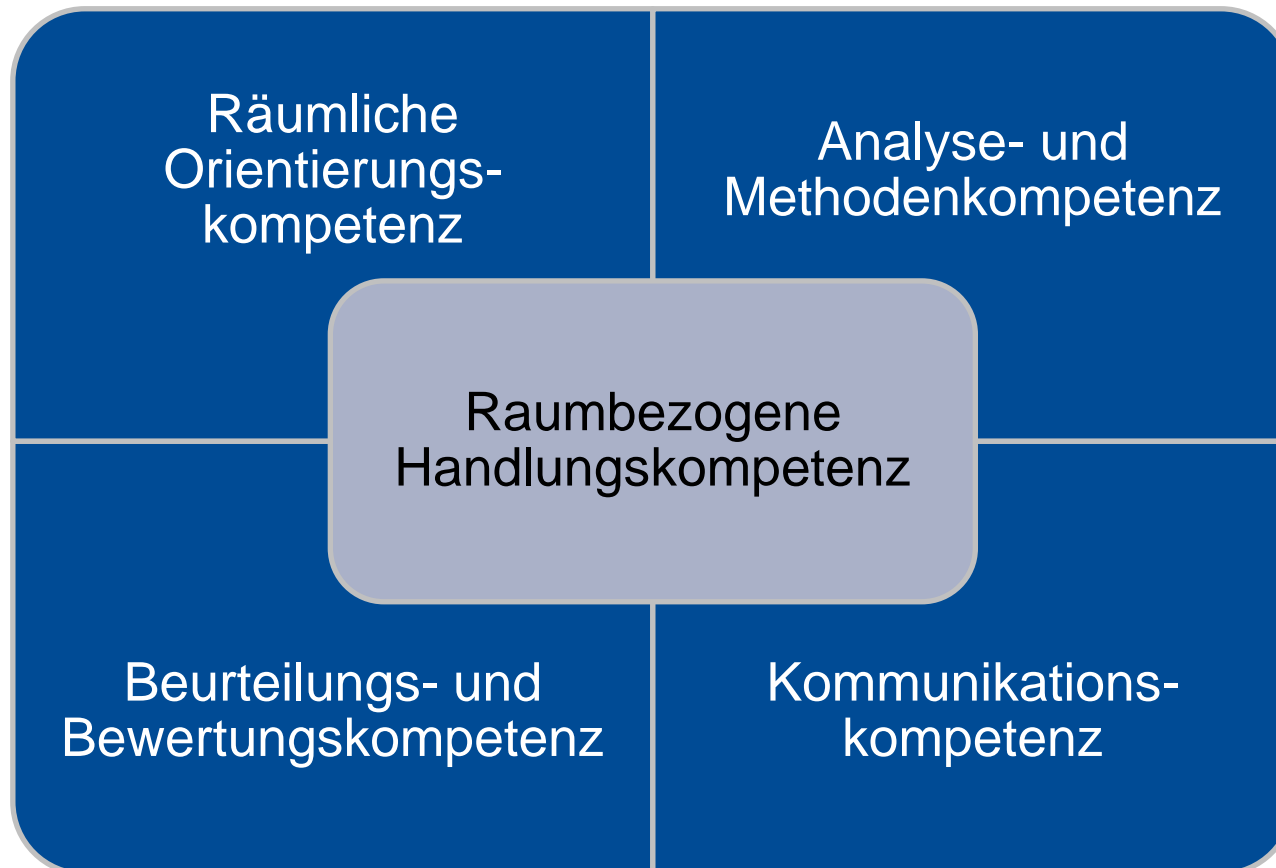 Räumliche
Orientierungs-
kompetenz
Analyse- und
Methodenkompetenz
Raumbezogene
Handlungskompetenz
Beurteilungs- und
Bewertungskompetenz
Kommunikations-
kompetenz